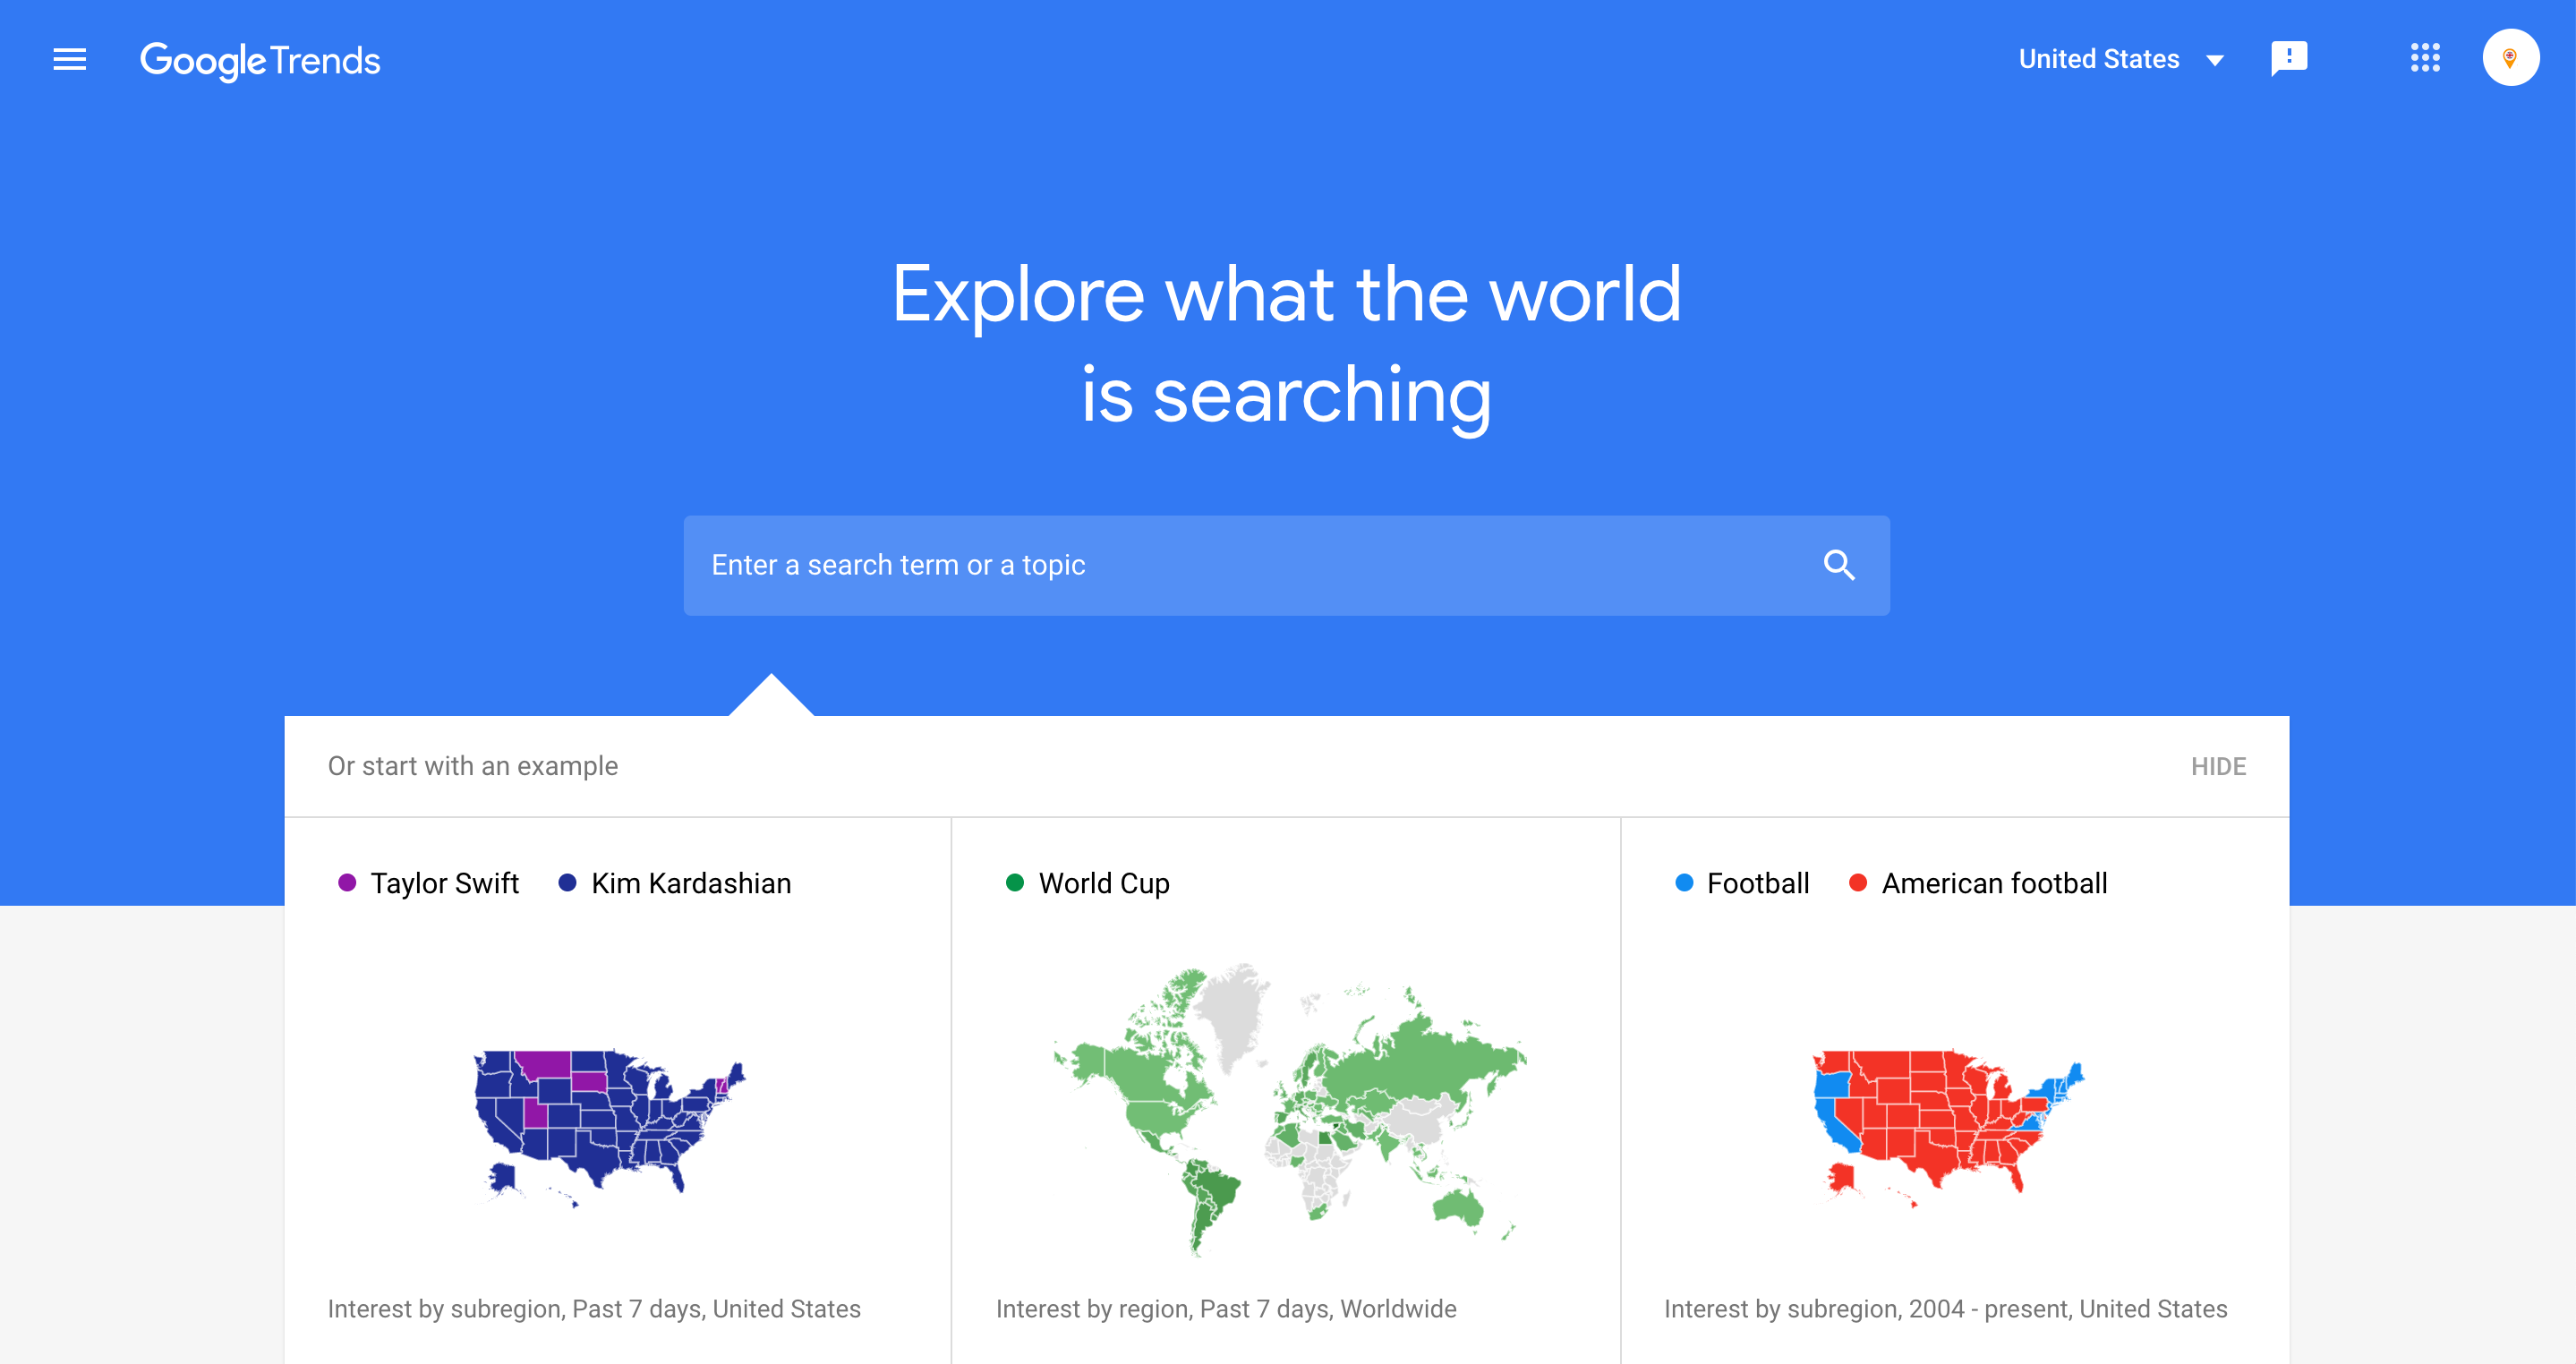 Google Trends
United States
Explore what the world
is searching
Enter a search term or a topic
Or start with an example
HIDE
Taylor Swift Kim Kardashian
World Cup
Football American football
Interest by subregion, Past 7 days, United States
Interest by region, Past 7 days, Worldwide
Interest by subregion, 2004 - present, United States